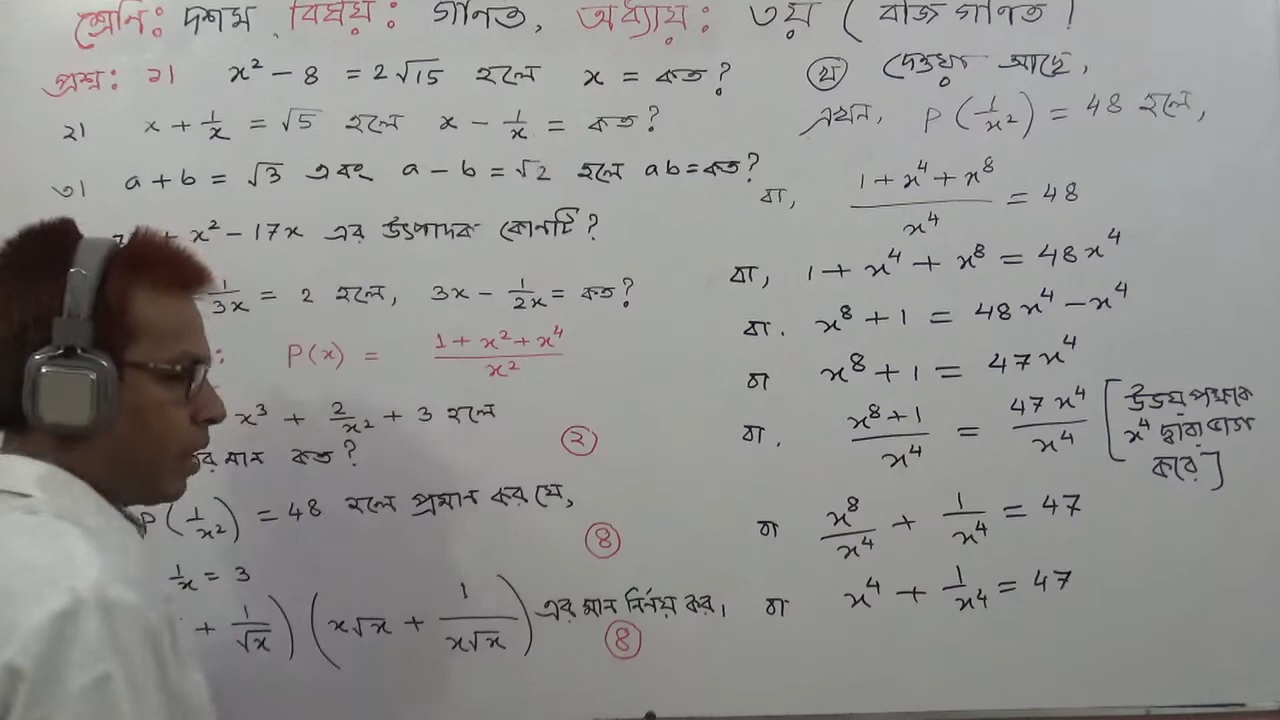 শ্রেনি: দশম বিষয়: গণিত, অধ্যায়: ৩য় ( বীজ গণিত )
প্রশ্ন: ১। x² - 8 = 2√15 হলে x = কত?
২। x + 1/x = √5 হলে x - 1/x = কত?
৩। a + b = √3 এবং a - b = √2 হলে ab = কত?
x² - 17x এর উৎপাদক কোনটি?
1/3x = 2 হলে, 3x - 1/2x = কত?
: P(x) = (1 + x² + x⁴)/x²
x³ + 2/x² + 3 হলে
র মান কত? ২
P(1/x²) = 48 হলে প্রমান কর যে,
1/x = 3 ৪
+ 1/√x) (x√x + 1/(x√x)) এর মান নির্নয় কর। ৪
খ দেওয়া আছে,
এখন, P(1/x²) = 48 হলে,
বা, (1 + x⁴ + x⁸)/x⁴ = 48
বা, 1 + x⁴ + x⁸ = 48x⁴
বা. x⁸ + 1 = 48x⁴ - x⁴
বা x⁸ + 1 = 47x⁴
বা. (x⁸ + 1)/x⁴ = 47x⁴/x⁴ [উভয় পক্ষকে
x⁴ দ্বারা ভাগ
করে]
বা x⁸/x⁴ + 1/x⁴ = 47
বা x⁴ + 1/x⁴ = 47